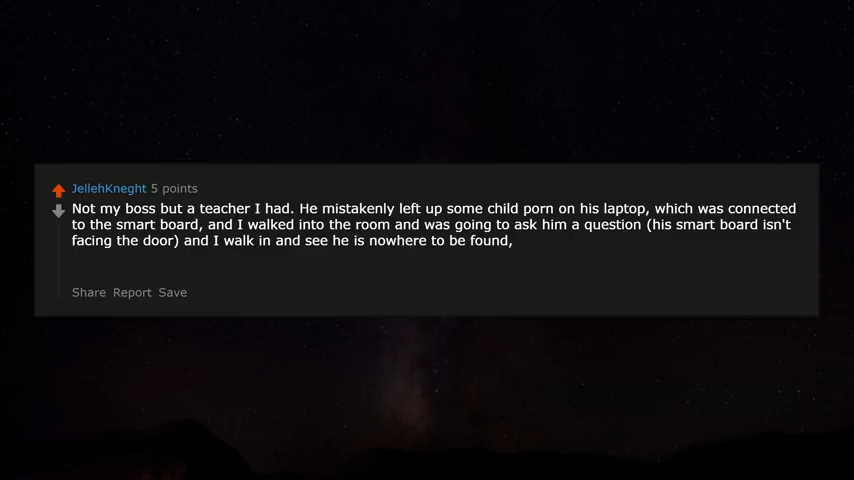 JellehKneght 5 points
Not my boss but a teacher I had. He mistakenly left up some child porn on his laptop, which was connected
to the smart board, and I walked into the room and was going to ask him a question (his smart board isn't
facing the door) and I walk in and see he is nowhere to be found,
Share Report Save